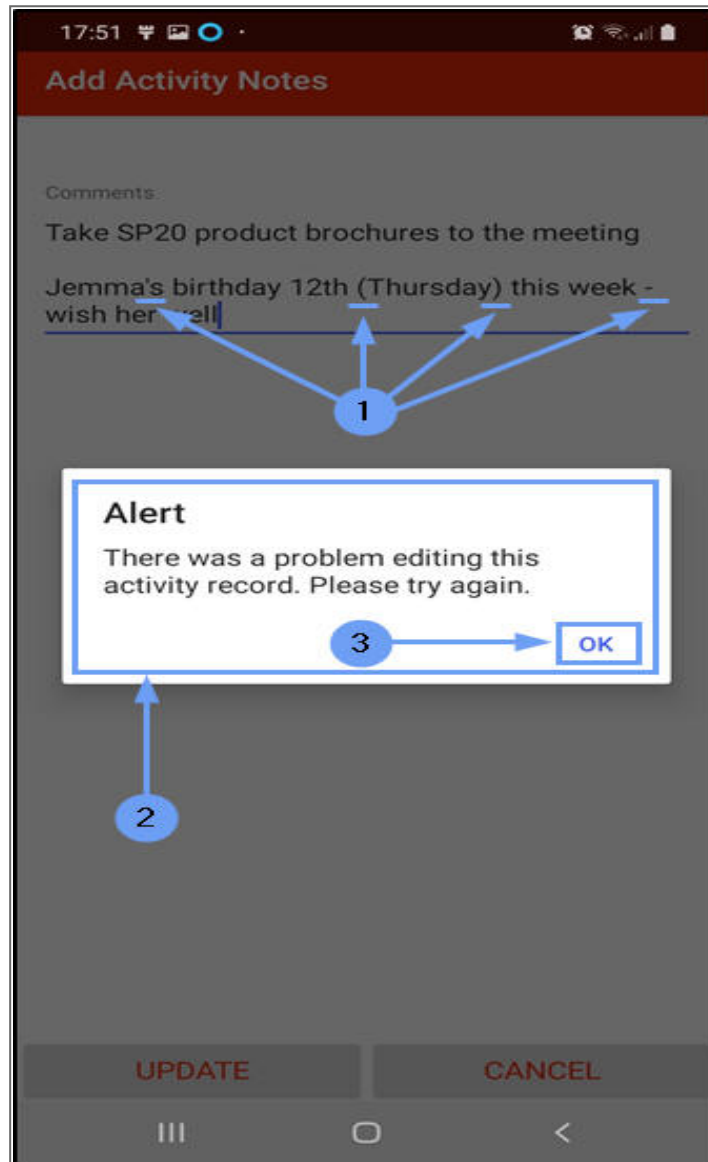 17:51
Add Activity Notes
Comments
Take SP20 product brochures to the meeting
Jemma's birthday 12th (Thursday) this week -
wish her well
1
Alert
There was a problem editing this
activity record. Please try again.
3
OK
2
UPDATE
CANCEL